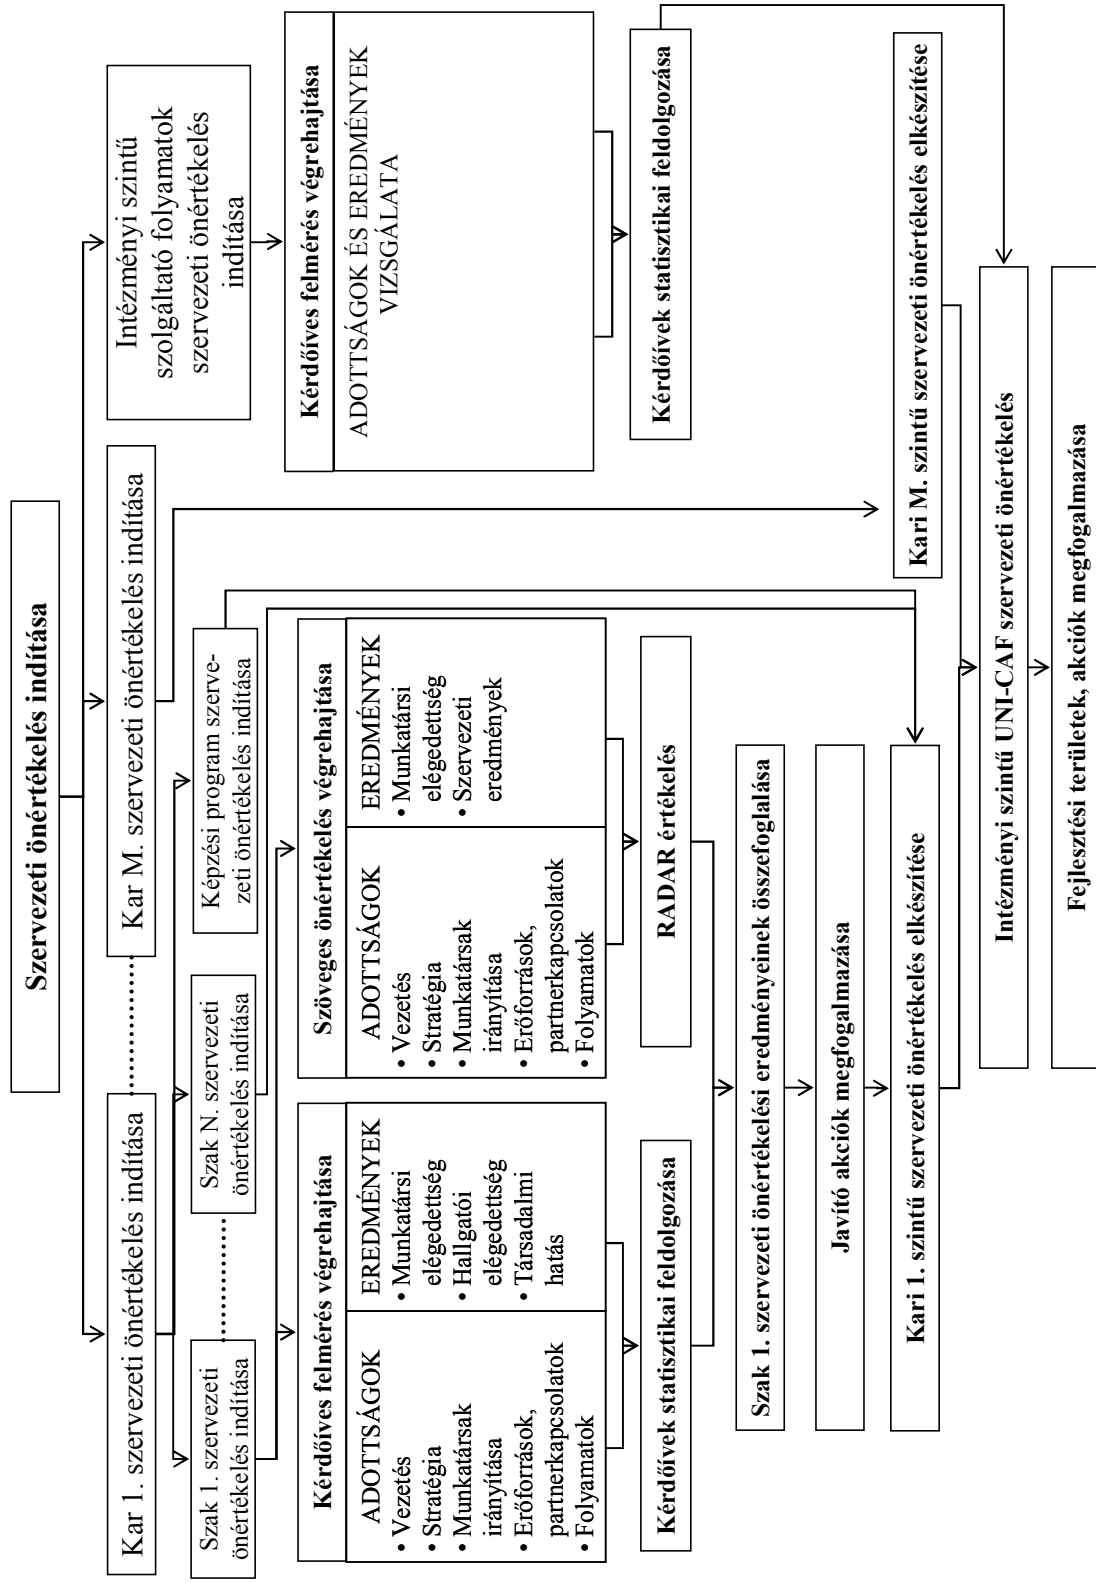 Szervezeti önértékelés indítása
Kar 1. szervezeti önértékelés indítása
Kar M. szervezeti önértékelés indítása
Intézményi szintű
szolgáltató folyamatok
szervezeti önértékelés
indítása
Szak 1. szervezeti
önértékelés indítása
Szak N. szervezeti
önértékelés indítása
Képzési program szerve-
zeti önértékelés indítása
Kérdőíves felmérés végrehajtása
ADOTTSÁGOK
• Vezetés
• Stratégia
• Munkatársak
irányítása
• Erőforrások,
partnerkapcsolatok
• Folyamatok
EREDMÉNYEK
• Munkatársi
elégedettség
• Hallgatói
elégedettség
• Társadalmi
hatás
Szöveges önértékelés végrehajtása
ADOTTSÁGOK
• Vezetés
• Stratégia
• Munkatársak
irányítása
• Erőforrások,
partnerkapcsolatok
• Folyamatok
EREDMÉNYEK
• Munkatársi
elégedettség
• Szervezeti
eredmények
Kérdőíves felmérés végrehajtása
ADOTTSÁGOK ÉS EREDMÉNYEK
VIZSGÁLATA
Kérdőívek statisztikai feldolgozása
RADAR értékelés
Kérdőívek statisztikai feldolgozása
Szak 1. szervezeti önértékelési eredményeinek összefoglalása
Javító akciók megfogalmazása
Kari 1. szintű szervezeti önértékelés elkészítése
Kari M. szintű szervezeti önértékelés elkészítése
Intézményi szintű UNI-CAF szervezeti önértékelés
Fejlesztési területek, akciók megfogalmazása